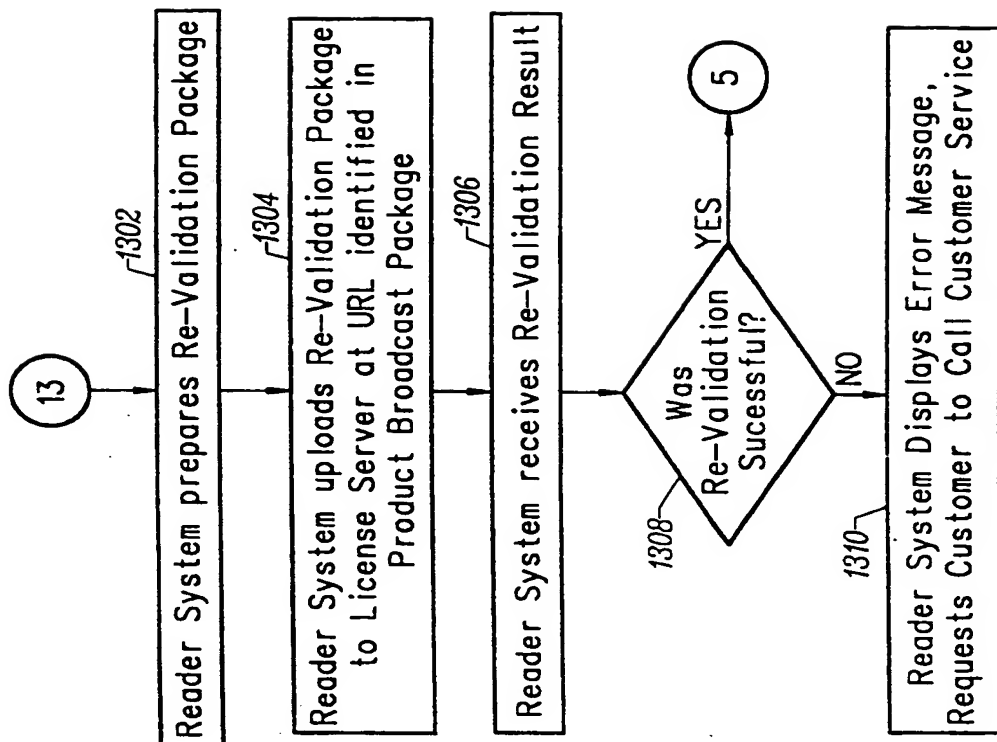 13
1302
Reader System prepares Re-Validation Package
1304
Reader System uploads Re-Validation Package
to License Server at URL identified in
Product Broadcast Package
1306
Reader System receives Re-Validation Result
1308
Was
Re-Validation
Sucessful?
YES
5
NO
1310
Reader System Displays Error Message,
Requests Customer to Call Customer Service